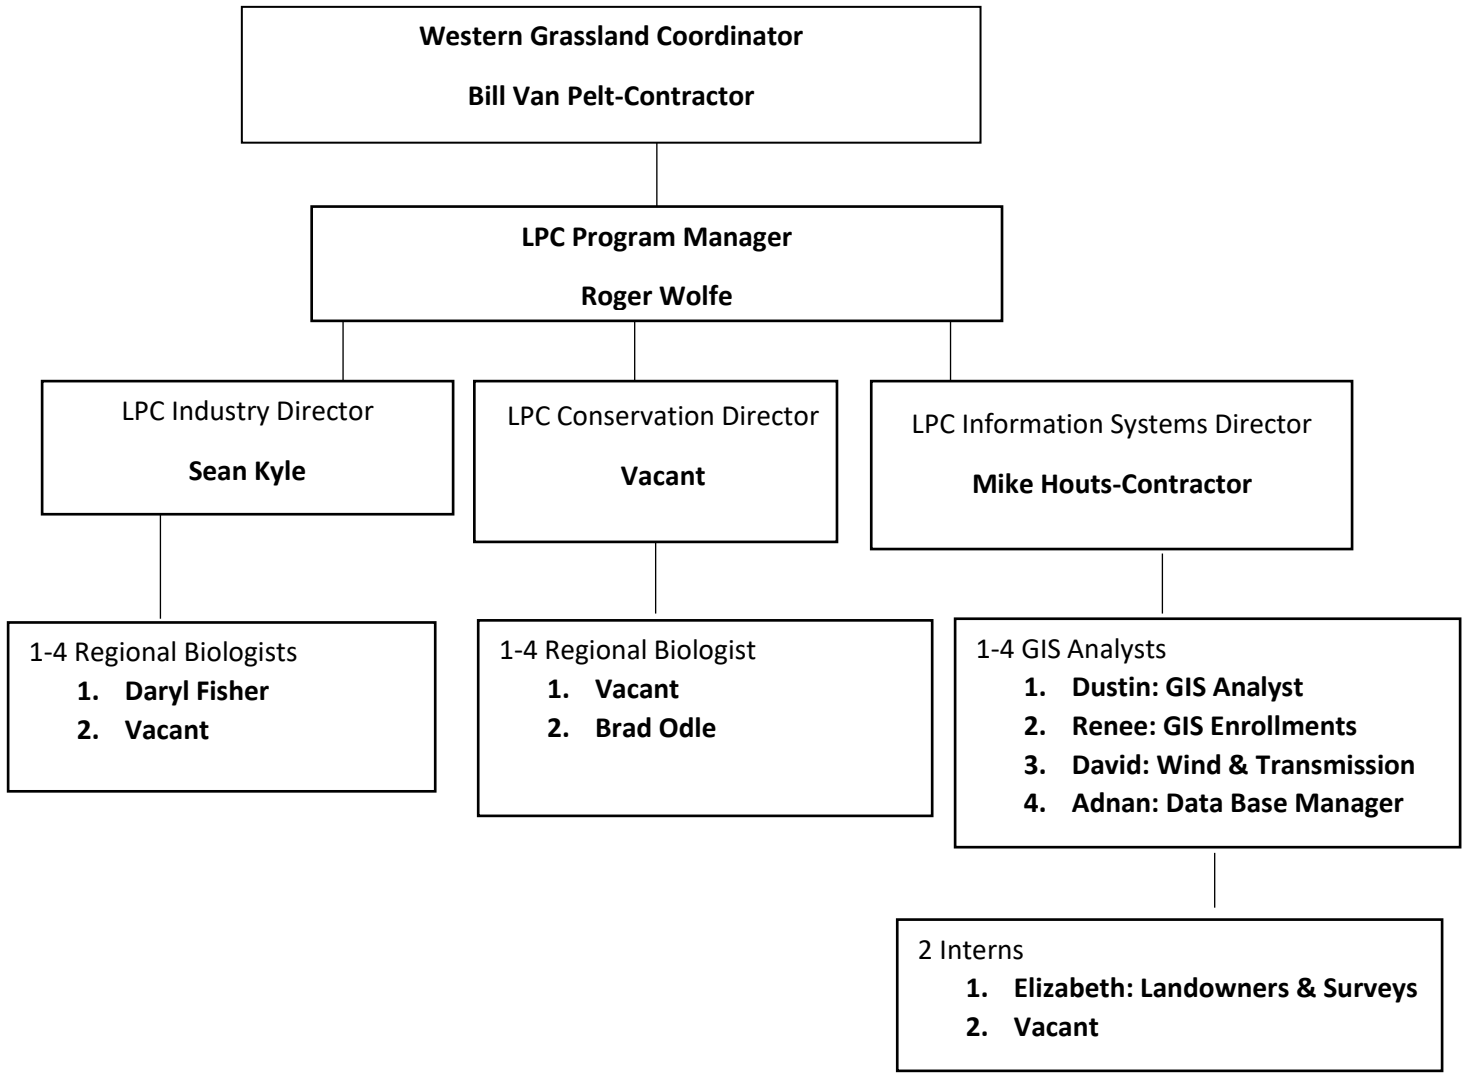 Western Grassland Coordinator
Bill Van Pelt-Contractor
LPC Program Manager
Roger Wolfe
LPC Industry Director
Sean Kyle
LPC Conservation Director
Vacant
LPC Information Systems Director
Mike Houts-Contractor
1-4 Regional Biologists
1. Daryl Fisher
2. Vacant
1-4 Regional Biologist
1. Vacant
2. Brad Odle
1-4 GIS Analysts
1. Dustin: GIS Analyst
2. Renee: GIS Enrollments
3. David: Wind & Transmission
4. Adnan: Data Base Manager
2 Interns
1. Elizabeth: Landowners & Surveys
2. Vacant